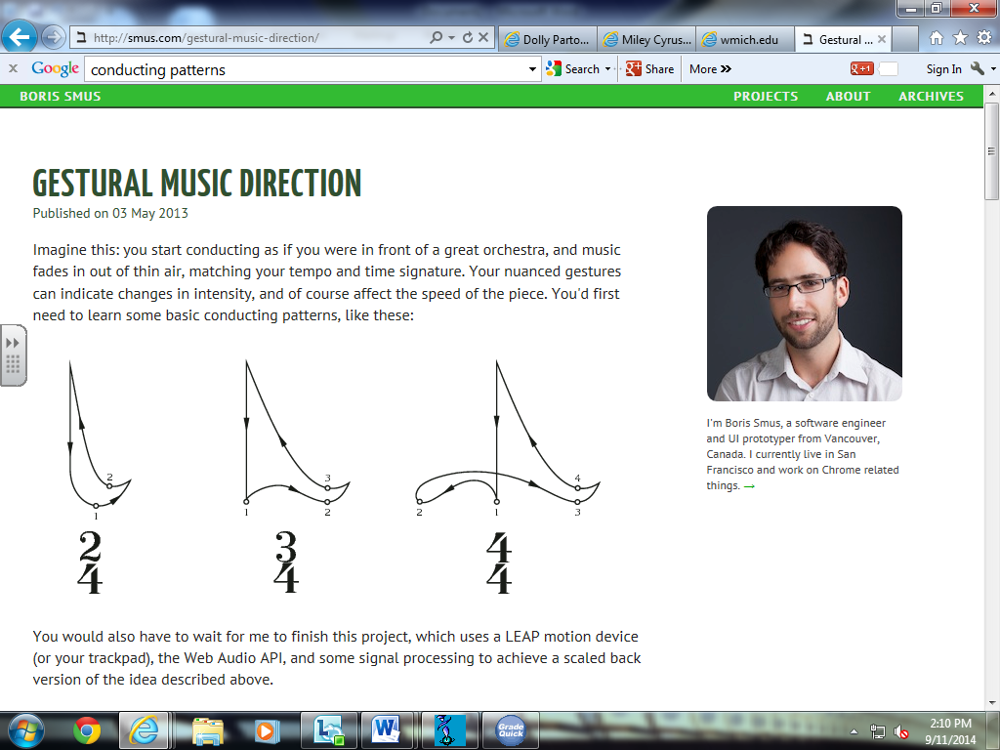 http://smus.com/gestural-music-direction/
Dolly Parto...
Miley Cyrus...
wmich.edu
Gestural ...
x Google conducting patterns Search Share More » g+1 Sign In
BORIS SMUS PROJECTS ABOUT ARCHIVES
GESTURAL MUSIC DIRECTION
Published on 03 May 2013
Imagine this: you start conducting as if you were in front of a great orchestra, and music
fades in out of thin air, matching your tempo and time signature. Your nuanced gestures
can indicate changes in intensity, and of course affect the speed of the piece. You'd first
need to learn some basic conducting patterns, like these:
2
1
2
4
3
1 2
3
4
4
2 1 3
4
4
You would also have to wait for me to finish this project, which uses a LEAP motion device
(or your trackpad), the Web Audio API, and some signal processing to achieve a scaled back
version of the idea described above.
I'm Boris Smus, a software engineer
and UI prototyper from Vancouver,
Canada. I currently live in San
Francisco and work on Chrome related
things. →
Grade
Quick
2:10 PM
9/11/2014